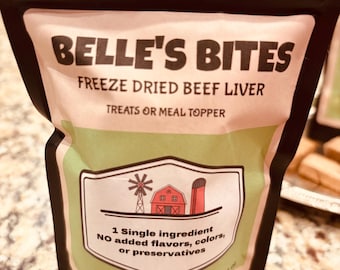 BELLE'S BITES
FREEZE DRIED BEEF LIVER
TREATS OR MEAL TOPPER
1 Single ingredient
NO added flavors, colors,
or preservatives